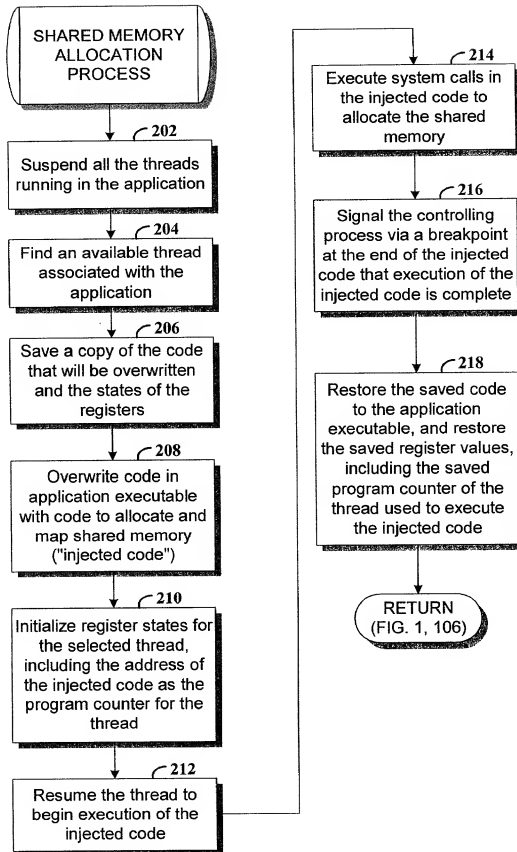 SHARED MEMORY
ALLOCATION
PROCESS
202
Suspend all the threads
running in the application
204
Find an available thread
associated with the
application
206
Save a copy of the code
that will be overwritten
and the states of the
registers
208
Overwrite code in
application executable
with code to allocate and
map shared memory
("injected code")
210
Initialize register states for
the selected thread,
including the address of
the injected code as the
program counter for the
thread
212
Resume the thread to
begin execution of the
injected code
214
Execute system calls in
the injected code to
allocate the shared
memory
216
Signal the controlling
process via a breakpoint
at the end of the injected
code that execution of the
injected code is complete
218
Restore the saved code
to the application
executable, and restore
the saved register values,
including the saved
program counter of the
thread used to execute
the injected code
RETURN
(FIG. 1, 106)